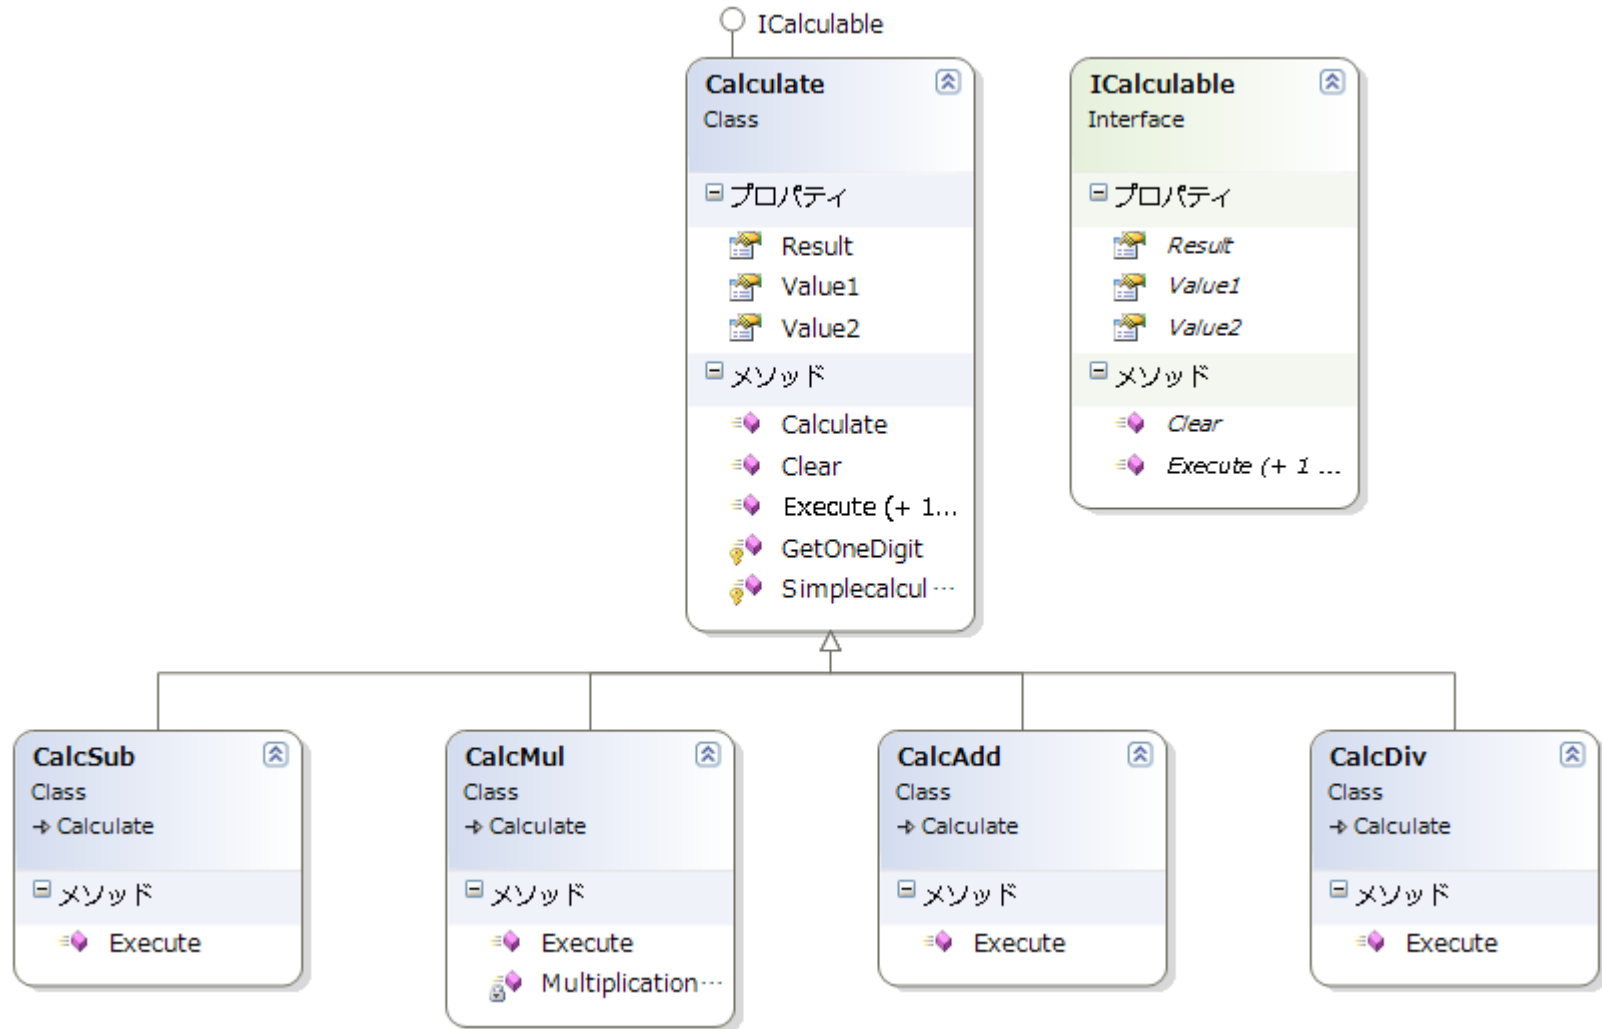 ICalculable
Calculate
Class
プロパティ
Result
Value1
Value2
メソッド
Calculate
Clear
Execute (+ 1...
GetOneDigit
Simplecalcul…
ICalculable
Interface
プロパティ
Result
Value1
Value2
メソッド
Clear
Execute (+ 1 ...
CalcSub
Class
Calculate
メソッド
Execute
CalcMul
Class
Calculate
メソッド
Execute
Multiplication…
CalcAdd
Class
Calculate
メソッド
Execute
CalcDiv
Class
Calculate
メソッド
Execute